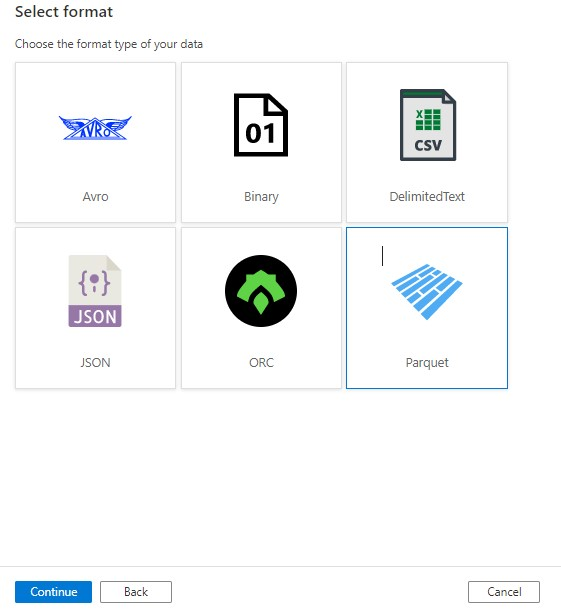 Select format
Choose the format type of your data
AVRO
01
X
CSV
Avro
Binary
DelimitedText
{ }
JSON
JSON
ORC
Parquet
Continue
Back
Cancel